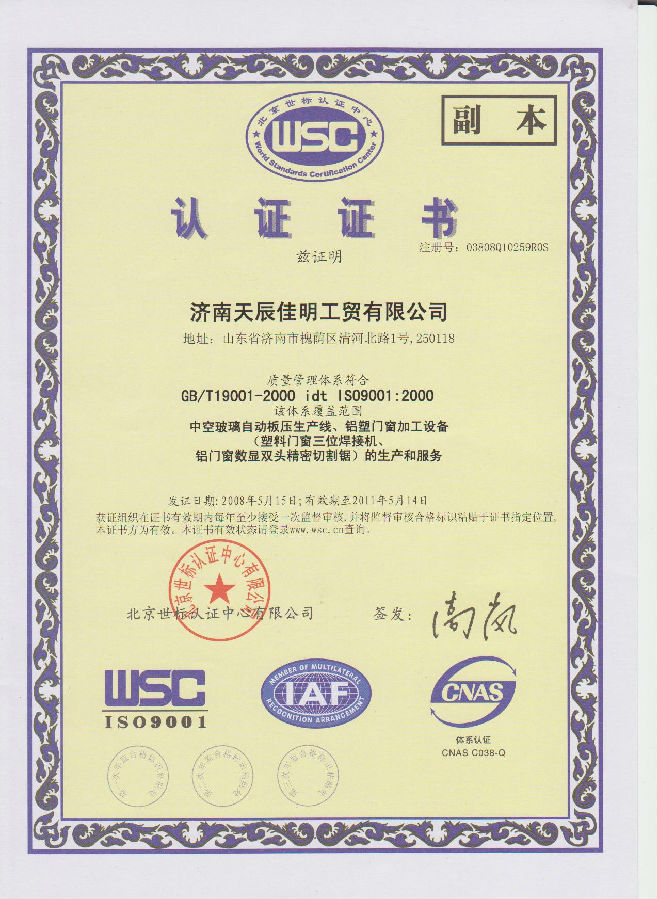 北京世标认证中心
WSC
World Standards Certification Center
副 本
认 证 证 书
注册号：03808Q10259R0S
兹证明
济南天辰佳明工贸有限公司
地址：山东省济南市槐荫区清河北路1号,250118
质量管理体系符合
GB/T19001-2000 idt ISO9001:2000
该体系覆盖范围
中空玻璃自动板压生产线、铝塑门窗加工设备
（塑料门窗三位焊接机、
铝门窗数显双头精密切割锯）的生产和服务
发证日期:2008年5月15日;有效期至2011年5月14日
获证组织在证书有效期内每年至少接受一次监督审核,并将监督审核合格标识粘贴于证书指定位置,
本证书方为有效。本证书有效状态请登录www.wsc.cn查询。
北京世标认证中心有限公司
北京世标认证中心有限公司
签发：
WSC
ISO9001
MEMBER OF MULTILATERAL
IAF
RECOGNITION ARRANGEMENT
CNAS
体系认证
CNAS C038-Q